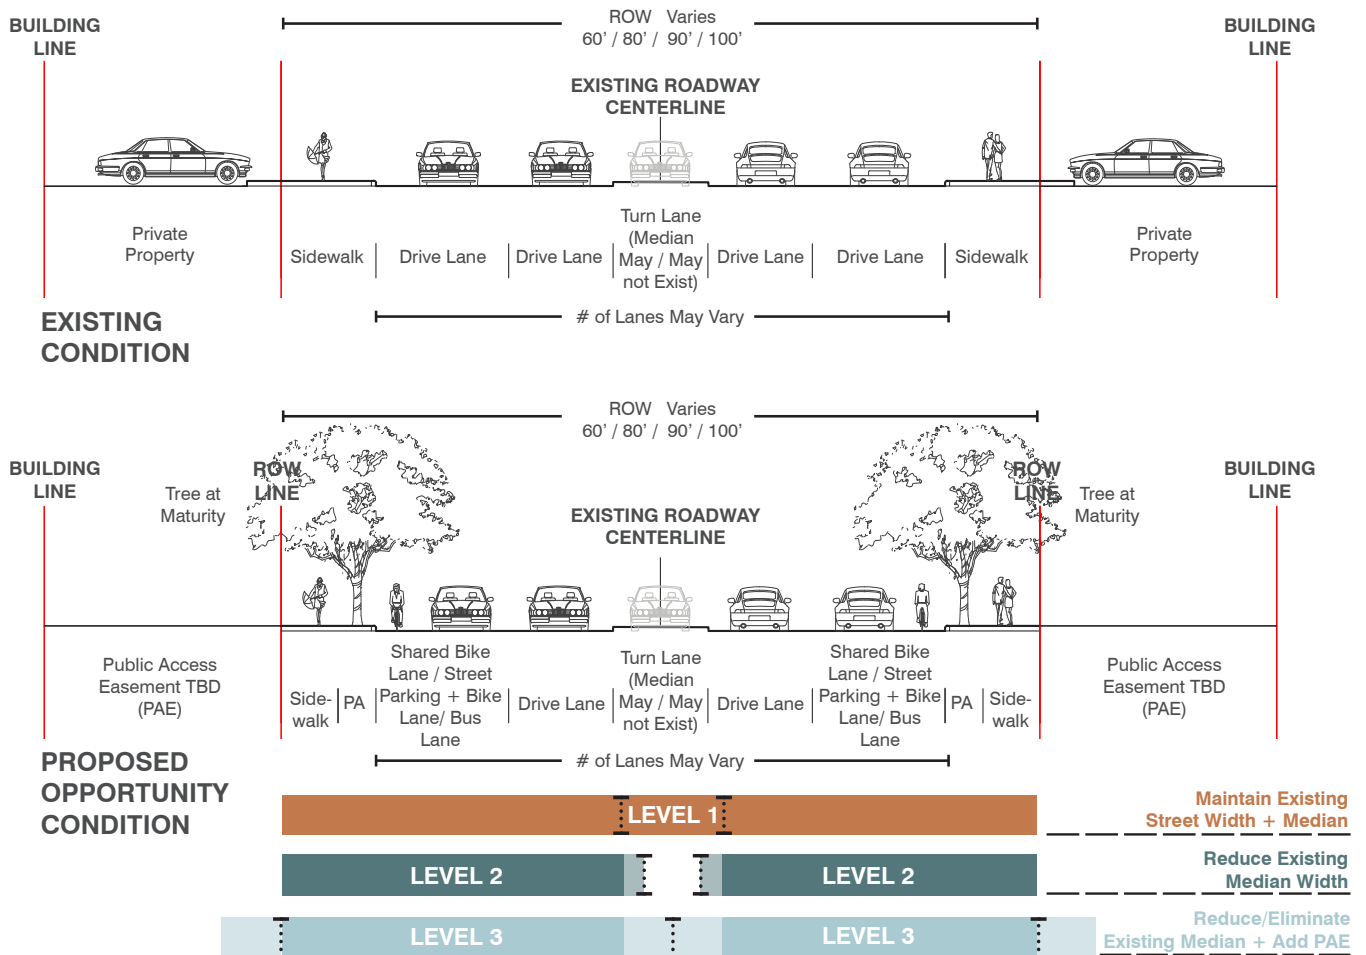 ROW Varies
60’ / 80’ / 90’ / 100’
BUILDING
LINE
BUILDING
LINE
EXISTING ROADWAY
CENTERLINE
Private
Property
Sidewalk
Drive Lane
Drive Lane
Turn Lane
(Median
May / May
not Exist)
Drive Lane
Drive Lane
Sidewalk
Private
Property
# of Lanes May Vary
EXISTING
CONDITION
ROW Varies
60’ / 80’ / 90’ / 100’
BUILDING
LINE
Tree at
Maturity
ROW
LINE
EXISTING ROADWAY
CENTERLINE
ROW
LINE
Tree at
Maturity
BUILDING
LINE
Public Access
Easement TBD
(PAE)
Side-
walk
PA
Shared Bike
Lane / Street
Parking + Bike
Lane/ Bus
Lane
Drive Lane
Turn Lane
(Median
May / May
not Exist)
Drive Lane
Shared Bike
Lane / Street
Parking + Bike
Lane/ Bus
Lane
PA
Side-
walk
Public Access
Easement TBD
(PAE)
# of Lanes May Vary
PROPOSED
OPPORTUNITY
CONDITION
LEVEL 1
Maintain Existing
Street Width + Median
LEVEL 2
LEVEL 2
Reduce Existing
Median Width
LEVEL 3
LEVEL 3
Reduce/Eliminate
Existing Median + Add PAE